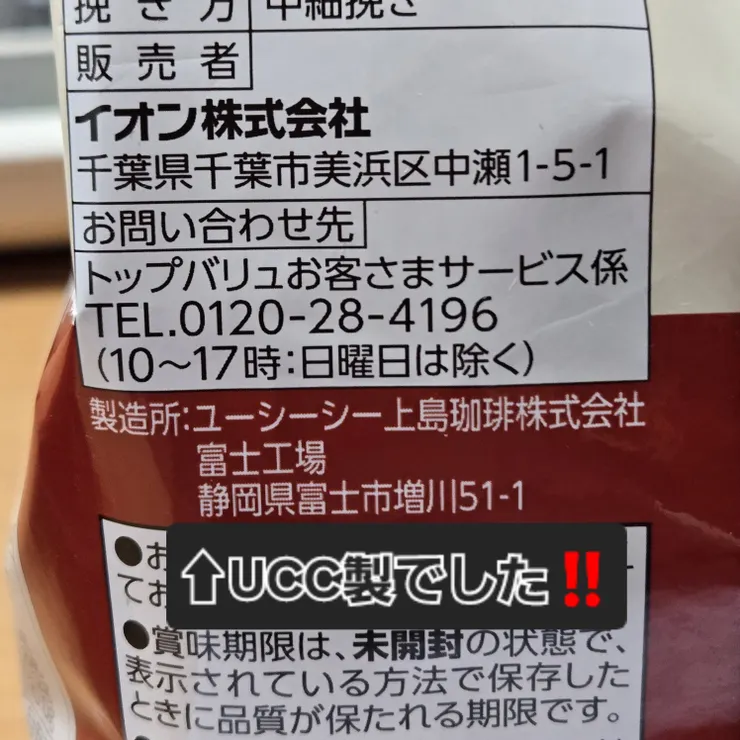 挽き方 中細挽き
販売者
イオン株式会社
千葉県千葉市美浜区中瀬1-5-1
お問い合わせ先
トップバリュお客さまサービス係
TEL.0120-28-4196
(10〜17時:日曜日は除く)
製造所:ユーシーシー上島珈琲株式会社
富士工場
静岡県富士市増川51-1
●お
てお
↑UCC製でした‼
●賞味期限は、未開封の状態で、
表示されている方法で保存した
ときに品質が保たれる期限です。